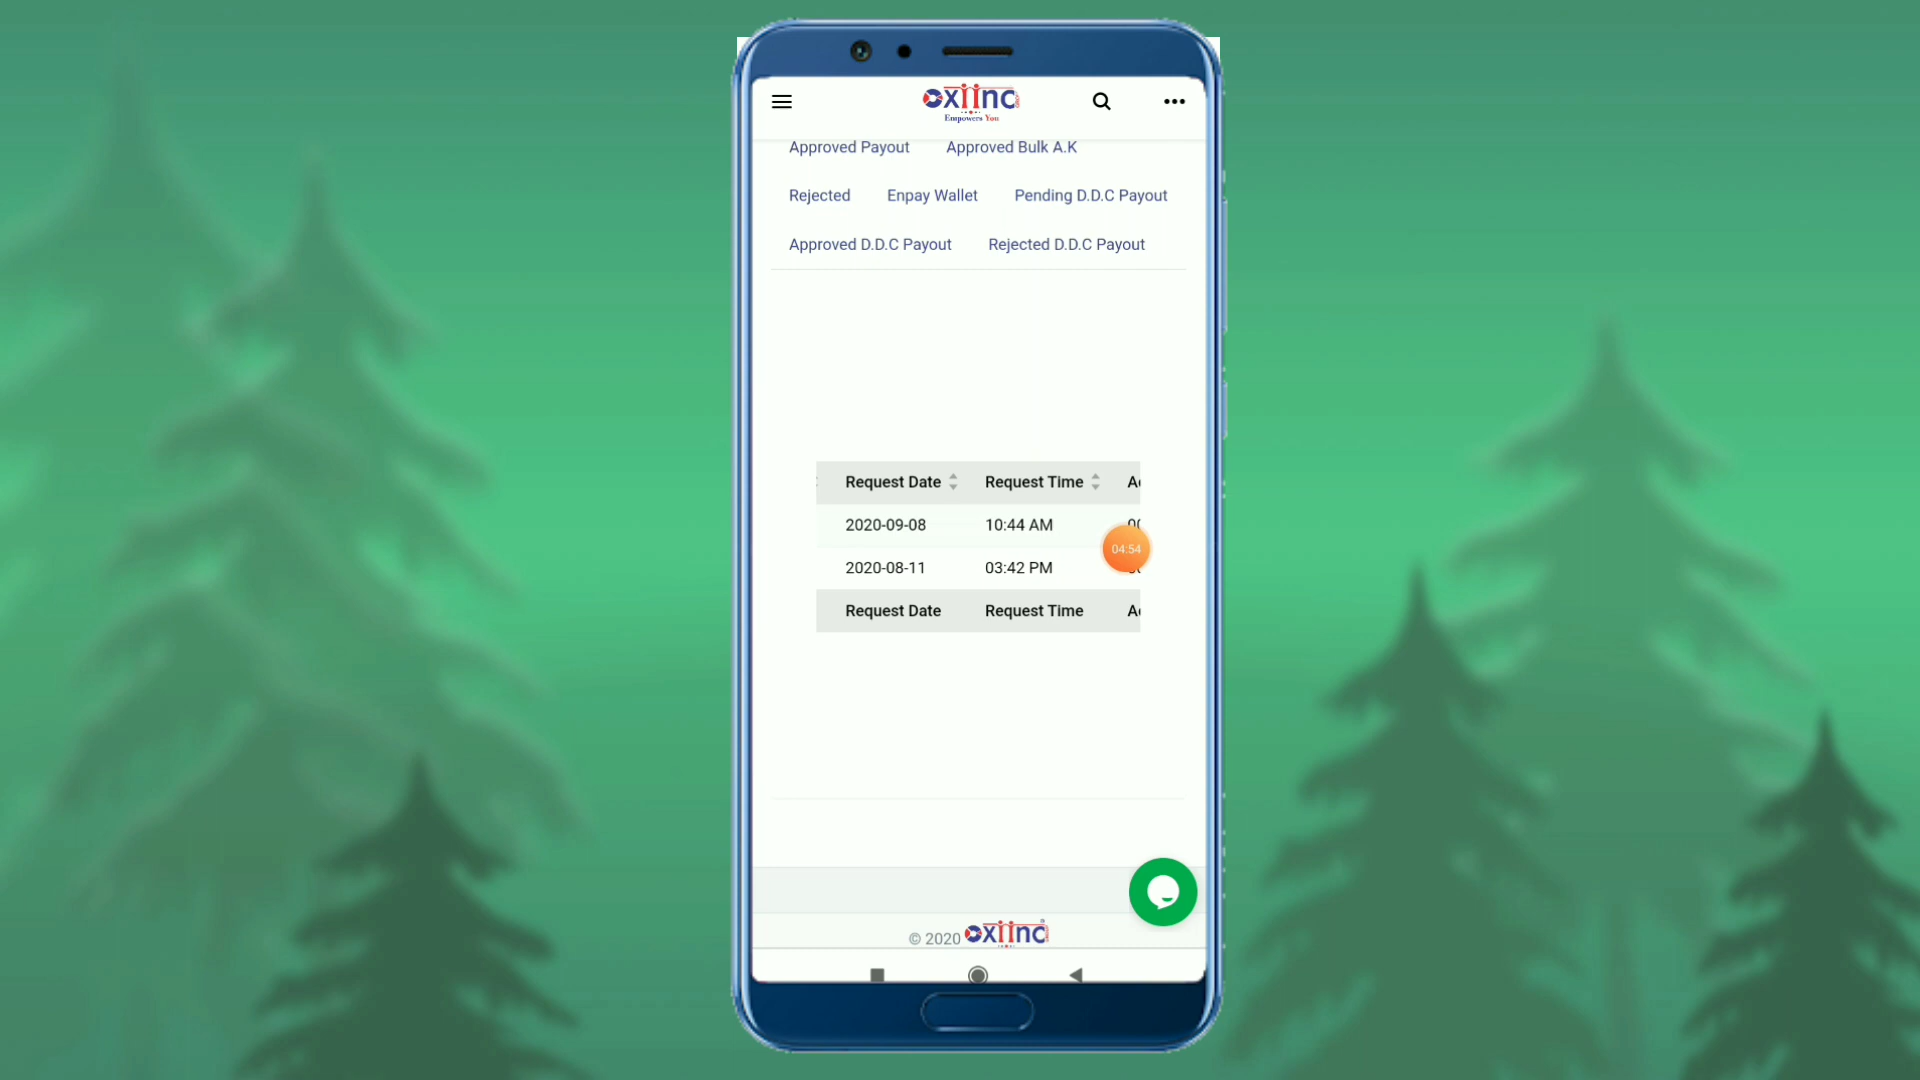 oxiinc
Empowers You
Approved Payout Approved Bulk A.K
Rejected Enpay Wallet Pending D.D.C Payout
Approved D.D.C Payout Rejected D.D.C Payout
Request Date Request Time
2020-09-08 10:44 AM
04:54
2020-08-11 03:42 PM
Request Date Request Time
© 2020 oxiinc